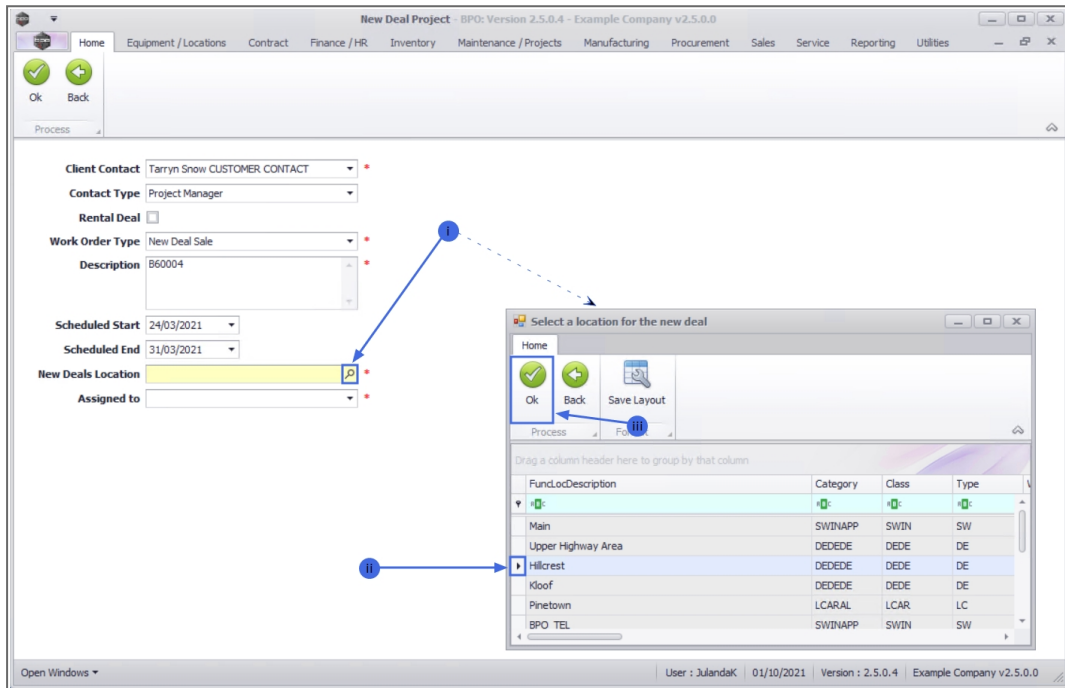 New Deal Project - BPO: Version 2.5.0.4 - Example Company v2.5.0.0
Home Equipment / Locations Contract Finance / HR Inventory Maintenance / Projects Manufacturing Procurement Sales Service Reporting Utilities
Ok Back
Process
Client Contact Tarryn Snow CUSTOMER CONTACT *
Contact Type Project Manager
Rental Deal
i
Work Order Type New Deal Sale *
Description B60004 *
Scheduled Start 24/03/2021
Scheduled End 31/03/2021
New Deals Location *
Assigned to *
Select a location for the new deal
Home
Ok Back Save Layout
iii
Process
Drag a column header here to group by that column
FuncLocDescription Category Class Type
Main SWINAPP SWIN SW
Upper Highway Area DEDEDE DEDE DE
ii
Hillcrest DEDEDE DEDE DE
Kloof DEDEDE DEDE DE
Pinetown LCARAL LCAR LC
BPO TEL SWINAPP SWIN SW
Open Windows User : JulandaK 01/10/2021 Version : 2.5.0.4 Example Company v2.5.0.0